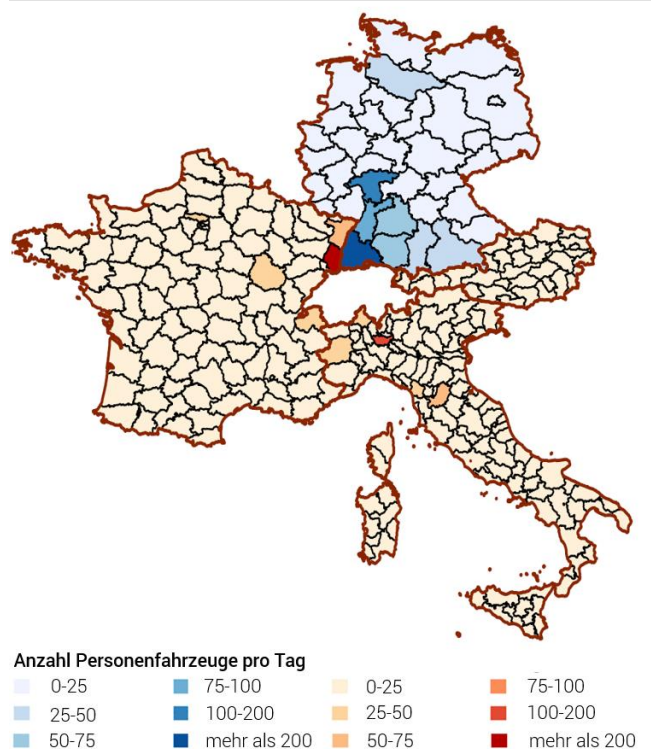 Anzahl Personenfahrzeuge pro Tag
0-25 75-100 0-25 75-100
25-50 100-200 25-50 100-200
50-75 mehr als 200 50-75 mehr als 200